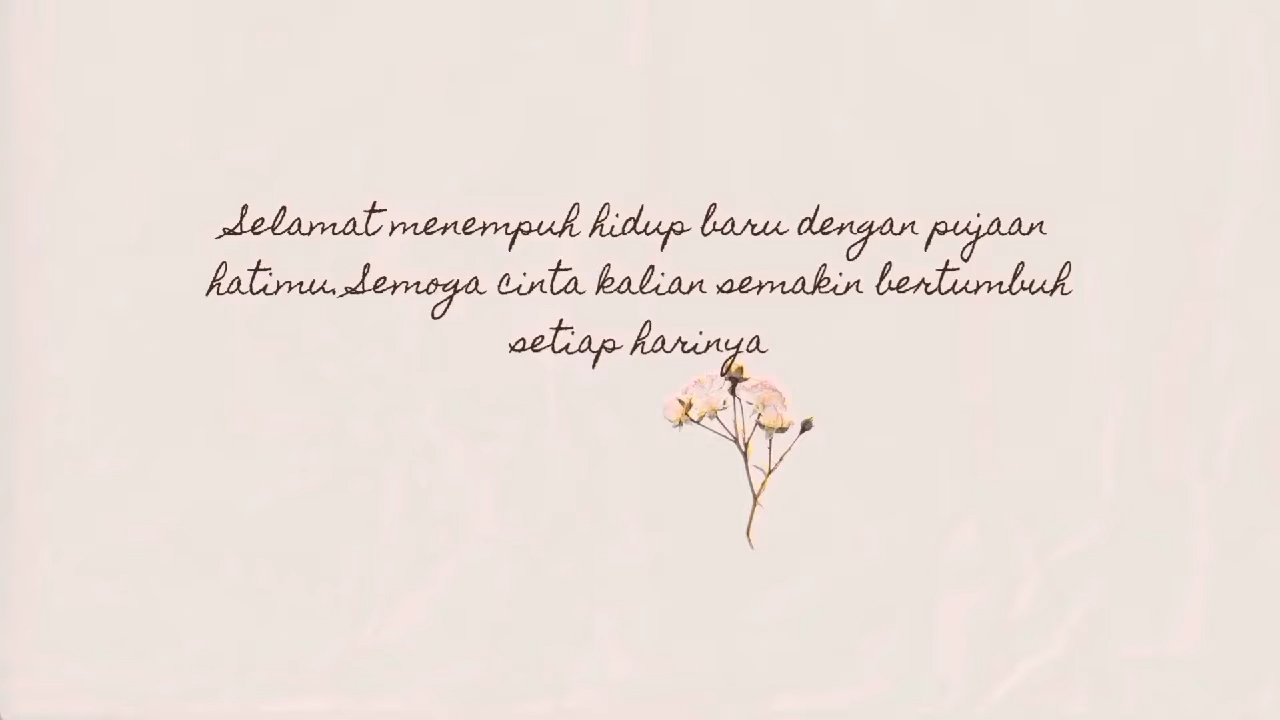 Selamat menempuh hidup baru dengan pujaan
hatimu.Semoga cinta kalian semakin bertumbuh
setiap harinya